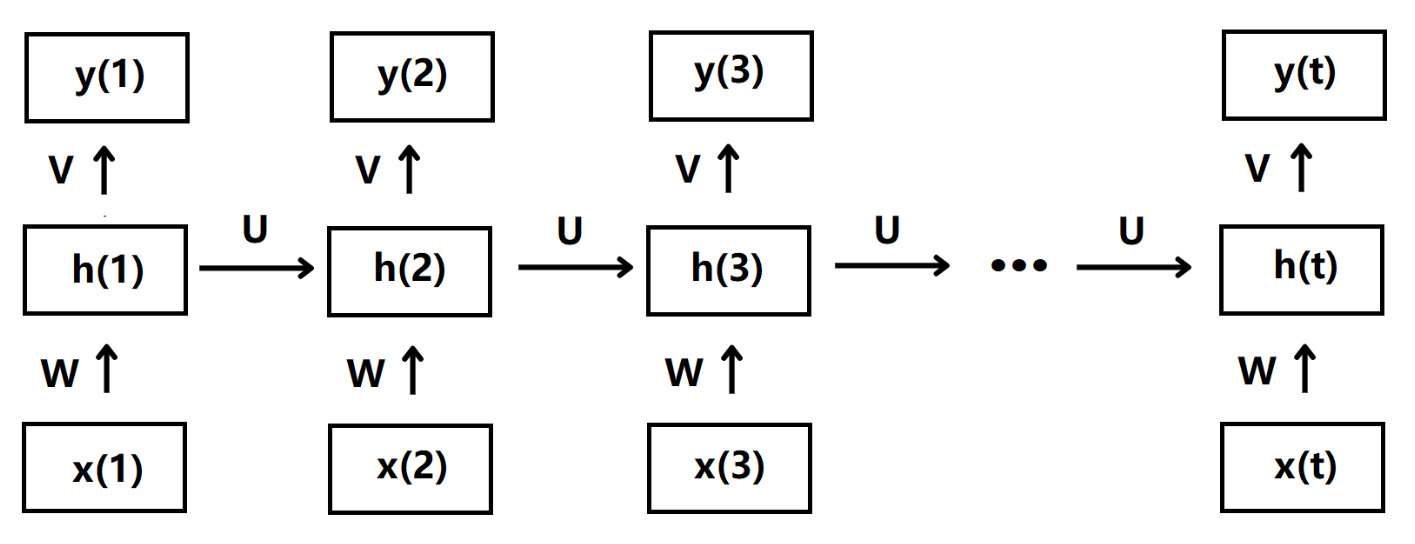 y(1) y(2) y(3) y(t)
V V V V
U U U U
h(1) h(2) h(3) ••• h(t)
W W W W
x(1) x(2) x(3) x(t)